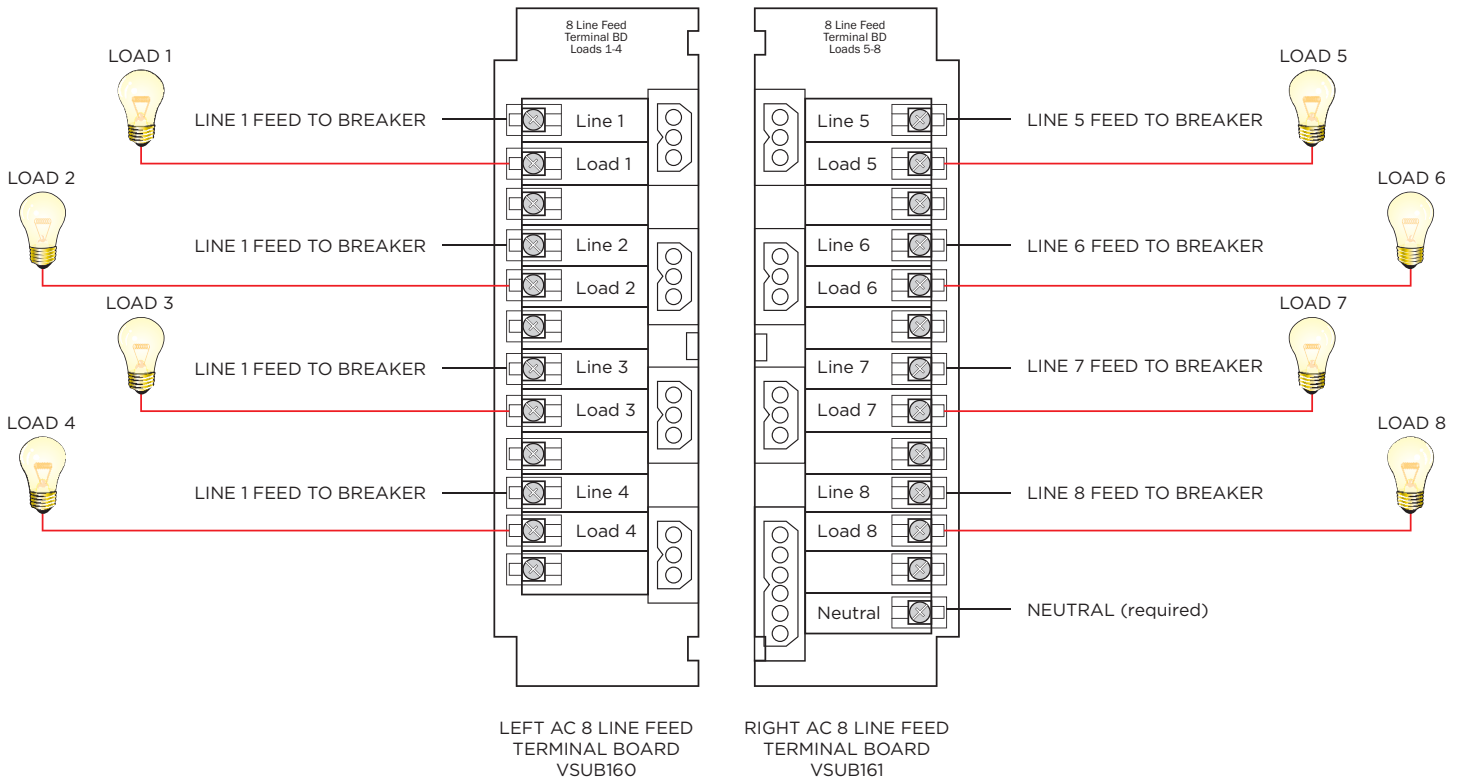 8 Line Feed
Terminal BD
Loads 1-4
8 Line Feed
Terminal BD
Loads 5-8
LOAD 1
LINE 1 FEED TO BREAKER
Line 1
Load 1
LOAD 2
LINE 1 FEED TO BREAKER
Line 2
Load 2
LOAD 3
LINE 1 FEED TO BREAKER
Line 3
Load 3
LOAD 4
LINE 1 FEED TO BREAKER
Line 4
Load 4
LOAD 5
Line 5
LINE 5 FEED TO BREAKER
Load 5
LOAD 6
Line 6
LINE 6 FEED TO BREAKER
Load 6
LOAD 7
Line 7
LINE 7 FEED TO BREAKER
Load 7
LOAD 8
Line 8
LINE 8 FEED TO BREAKER
Load 8
Neutral
NEUTRAL (required)
LEFT AC 8 LINE FEED
TERMINAL BOARD
VSUB160
RIGHT AC 8 LINE FEED
TERMINAL BOARD
VSUB161